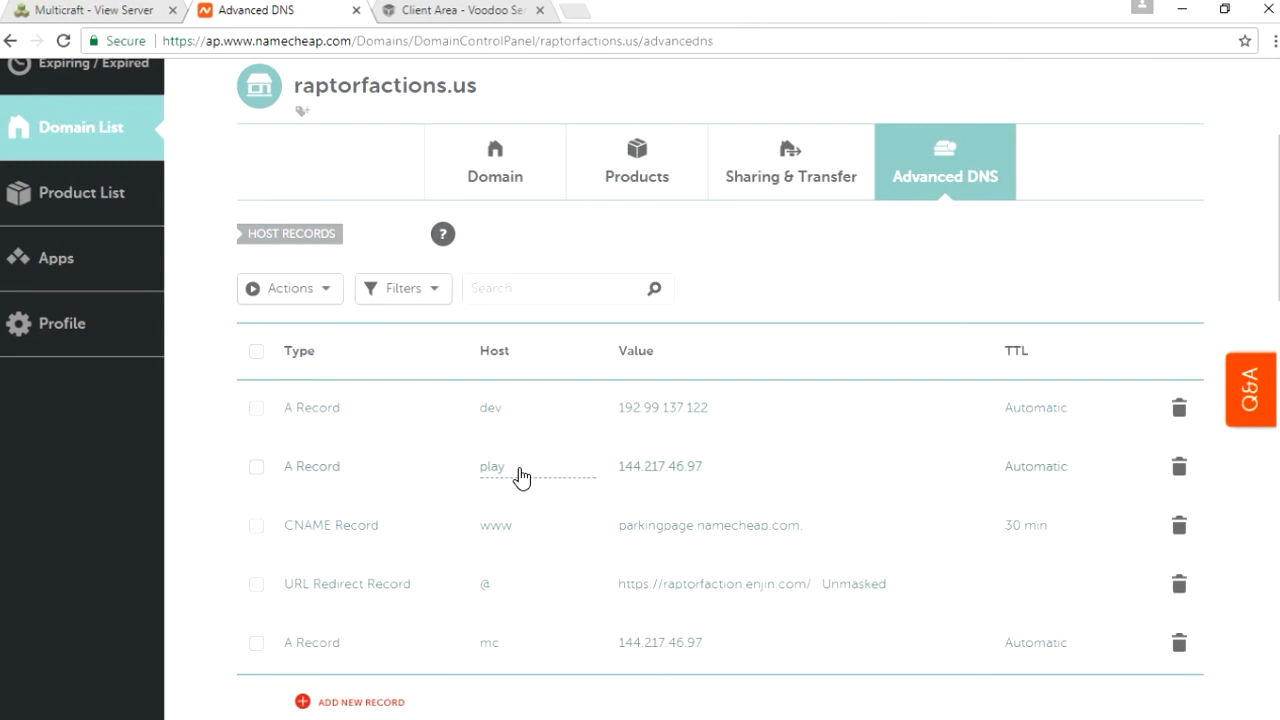 Multicraft - View Server
Advanced DNS
Client Area - Voodoo Ser
Secure
https://ap.www.namecheap.com/Domains/DomainControlPanel/raptorfactions.us/advancedns
Expiring / Expired
Domain List
Product List
Apps
Profile
raptorfactions.us
Domain
Products
Sharing & Transfer
Advanced DNS
HOST RECORDS
?
Actions
Filters
Search
Type Host Value TTL
A Record dev 192.99.137.122 Automatic
A Record play 144.217.46.97 Automatic
CNAME Record www parkingpage.namecheap.com. 30 min
URL Redirect Record @ https://raptorfaction.enjin.com/ Unmasked
A Record mc 144.217.46.97 Automatic
ADD NEW RECORD
Q&A